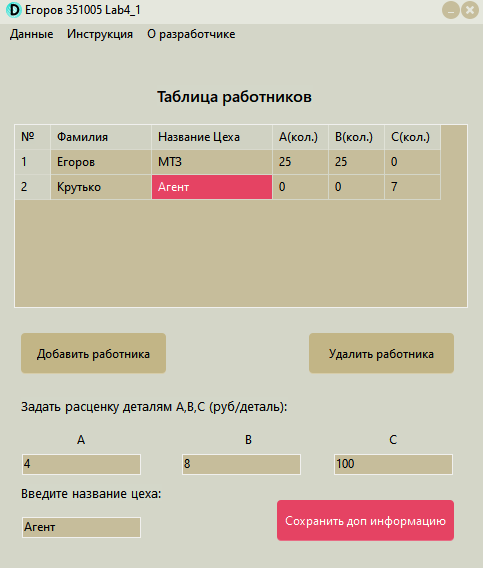 D Егоров 351005 Lab4_1
Данные Инструкция О разработчике
Таблица работников
№ Фамилия Название Цеха А(кол.) В(кол.) С(кол.)
1 Егоров МТЗ 25 25 0
2 Крутько Агент 0 0 7
Добавить работника Удалить работника
Задать расценку деталям А,В,С (руб/деталь):
А В С
4 8 100
Введите название цеха:
Агент Сохранить доп информацию